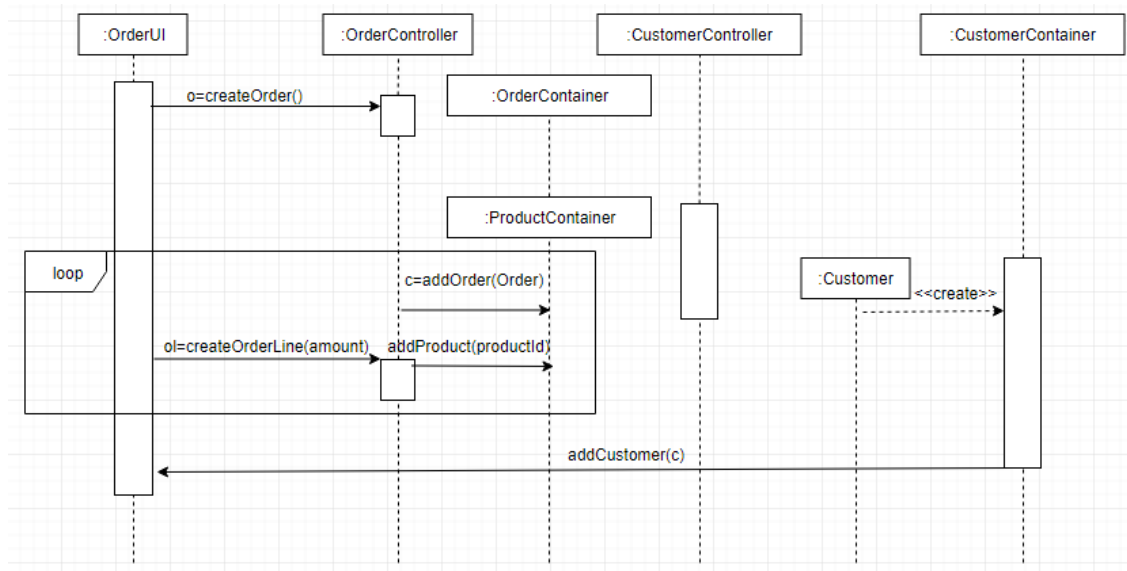 :OrderUI
:OrderController
:CustomerController
:CustomerContainer
o=createOrder()
:OrderContainer
:ProductContainer
loop
c=addOrder(Order)
:Customer
<<create>>
ol=createOrderLine(amount)
addProduct(productId)
addCustomer(c)